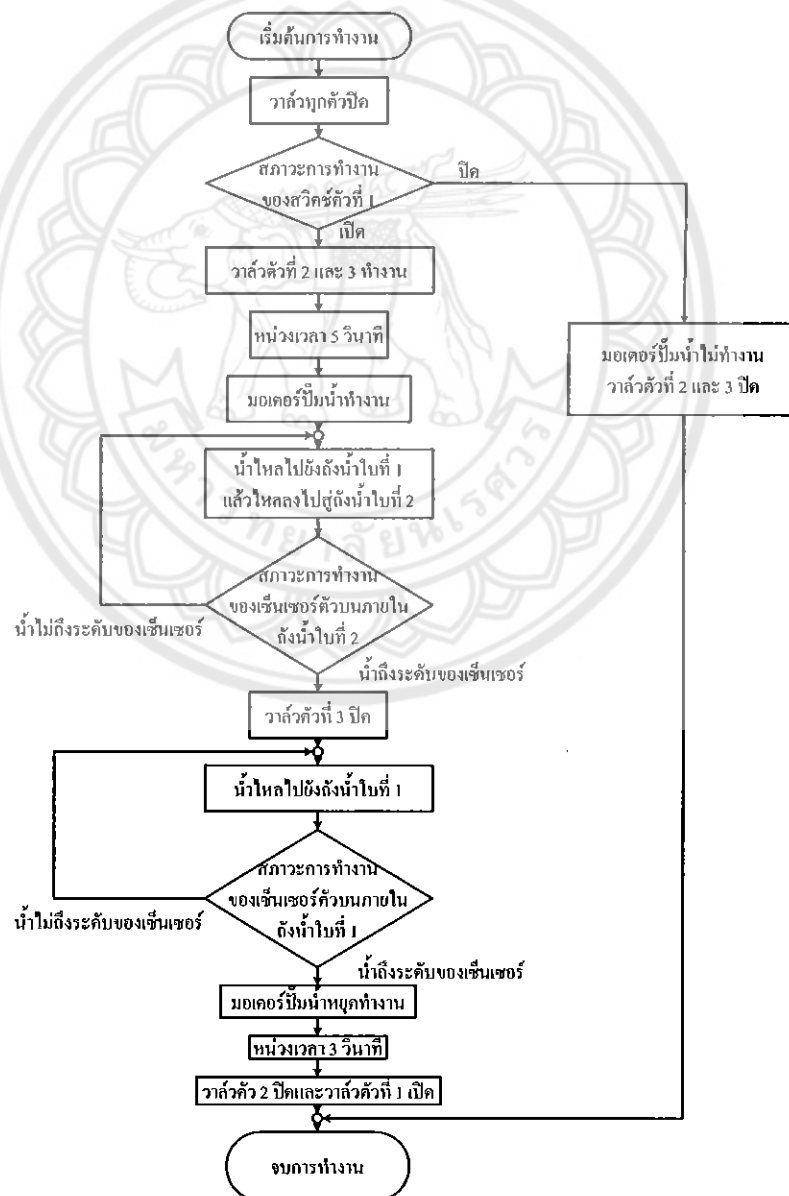 เริ่มต้นการทำงาน
วาล์วทุกตัวปิด
สภาวะการทำงาน
ของสวิตช์ตัวที่ 1
ปิด
เปิด
วาล์วตัวที่ 2 และ 3 ทำงาน
หน่วงเวลา 5 วินาที
มอเตอร์ปั๊มน้ำไม่ทำงาน
วาล์วตัวที่ 2 และ 3 ปิด
มอเตอร์ปั๊มน้ำทำงาน
น้ำไหลไปยังถังน้ำใบที่ 1
แล้วไหลลงไปสู่ถังน้ำใบที่ 2
มหาวิทยาลัยนเรศวร
สภาวะการทำงาน
ของเซ็นเซอร์ตัวบนภายใน
ถังน้ำใบที่ 2
น้ำไม่ถึงระดับของเซ็นเซอร์
น้ำถึงระดับของเซ็นเซอร์
วาล์วตัวที่ 3 ปิด
น้ำไหลไปยังถังน้ำใบที่ 1
สภาวะการทำงาน
ของเซ็นเซอร์ตัวบนภายใน
ถังน้ำใบที่ 1
น้ำไม่ถึงระดับของเซ็นเซอร์
น้ำถึงระดับของเซ็นเซอร์
มอเตอร์ปั๊มน้ำหยุดทำงาน
หน่วงเวลา 3 วินาที
วาล์วตัว 2 ปิดและวาล์วตัวที่ 1 เปิด
จบการทำงาน